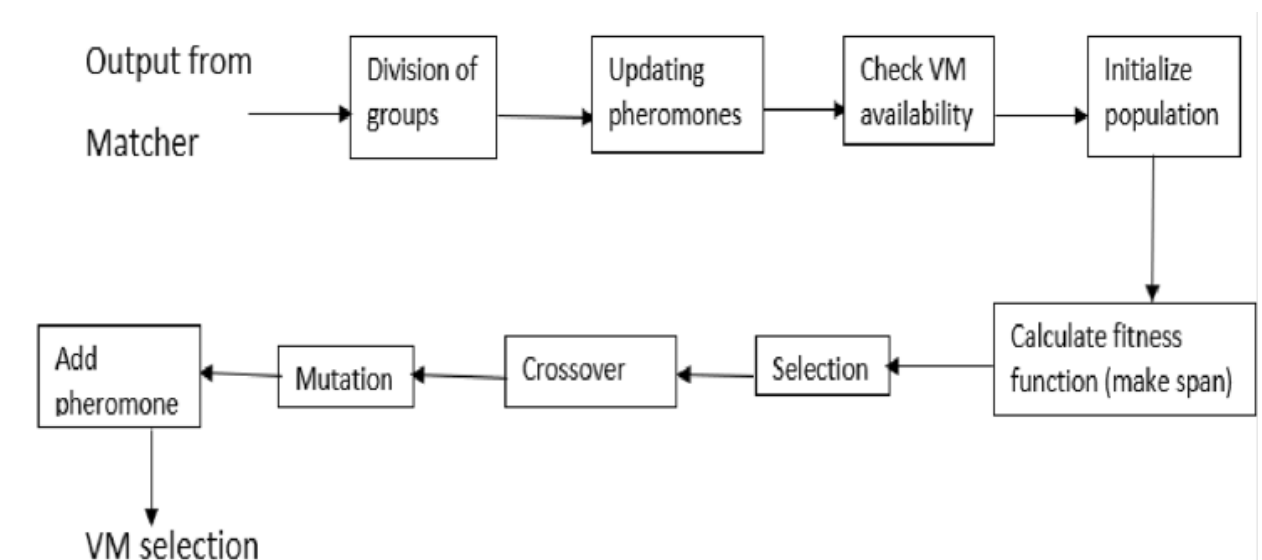 Output from
Matcher
Division of
groups
Updating
pheromones
Check VM
availability
Initialize
population
Calculate fitness
function (make span)
Selection
Crossover
Mutation
Add
pheromone
VM selection